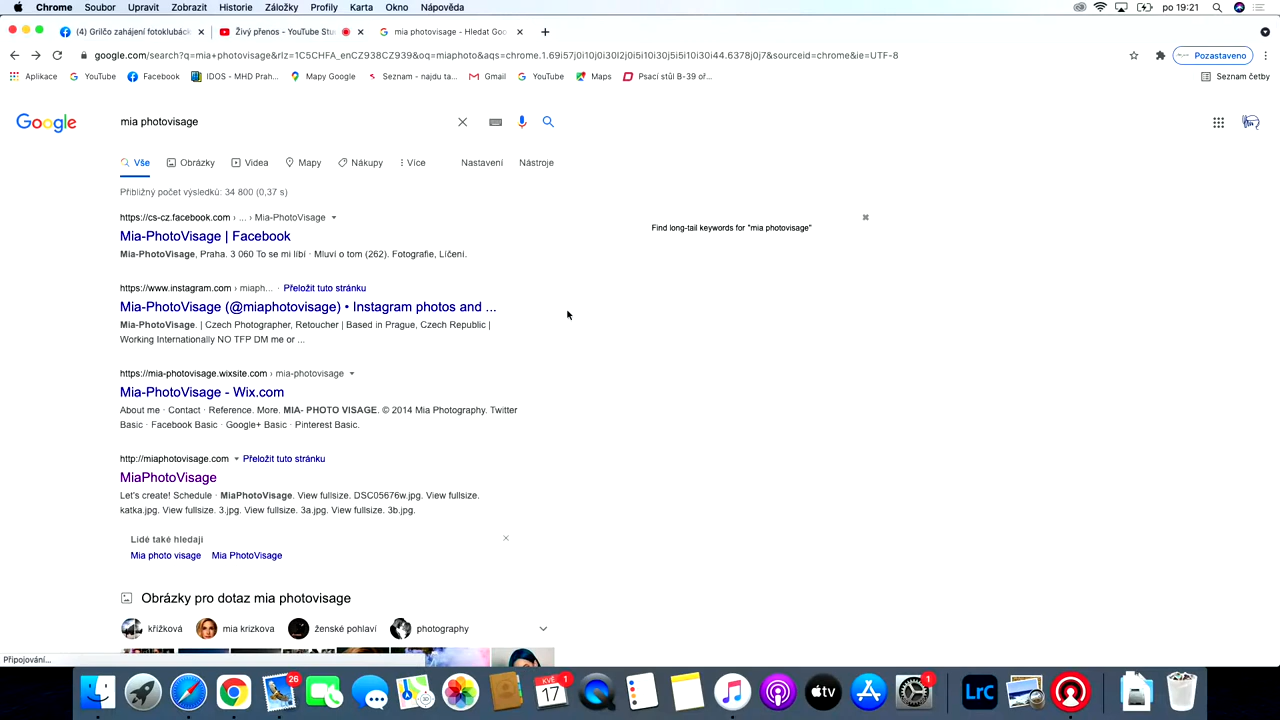 Chrome Soubor Upravit Zobrazit Historie Záložky Profily Karta Okno Nápověda po 19:21
(4) Grilčo zahájení fotoklubáck
Živý přenos - YouTube Stu
mia photovisage - Hledat Goo
google.com/search?q=mia+photovisage&rlz=1C5CHFA_enCZ938CZ939&oq=miaphoto&aqs=chrome.1.69i57j0i10j0i30l2j0i5i10i30j5i5i10i30i44.6378j0j7&sourceid=chrome&ie=UTF-8
Pozastaveno
Aplikace YouTube Facebook IDOS - MHD Prah... Mapy Google Seznam - najdu ta... Gmail YouTube Maps Psací stůl B-39 oř... Seznam četby
Google
mia photovisage
Vše Obrázky Videa Mapy Nákupy Více Nastavení Nástroje
Přibližný počet výsledků: 34 800 (0,37 s)
https://cs-cz.facebook.com › ... › Mia-PhotoVisage
Mia-PhotoVisage | Facebook
Mia-PhotoVisage, Praha. 3 060 To se mi líbí · Mluví o tom (262). Fotografie, Líčení.
Find long-tail keywords for "mia photovisage"
https://www.instagram.com › miaph... · Přeložit tuto stránku
Mia-PhotoVisage (@miaphotovisage) • Instagram photos and ...
Mia-PhotoVisage. | Czech Photographer, Retoucher | Based in Prague, Czech Republic |
Working Internationally NO TFP DM me or ...
https://mia-photovisage.wixsite.com › mia-photovisage
Mia-PhotoVisage - Wix.com
About me · Contact · Reference. More. MIA- PHOTO VISAGE. © 2014 Mia Photography. Twitter
Basic · Facebook Basic · Google+ Basic · Pinterest Basic.
http://miaphotovisage.com Přeložit tuto stránku
MiaPhotoVisage
Let's create! Schedule · MiaPhotoVisage. View fullsize. DSC05676w.jpg. View fullsize.
katka.jpg. View fullsize. 3.jpg. View fullsize. 3a.jpg. View fullsize. 3b.jpg.
Lidé také hledají
Mia photo visage Mia PhotoVisage
Obrázky pro dotaz mia photovisage
křížková mia krizkova ženské pohlaví photography
Připojování...
26
KVĚ
17
1
tv
1
LrC